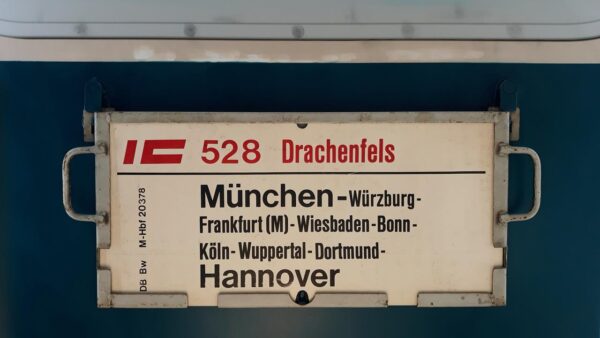 IC 528 Drachenfels
München-Würzburg-
Frankfurt (M)-Wiesbaden-Bonn-
Köln-Wuppertal-Dortmund-
Hannover
DB Bw M-Hbf 20378